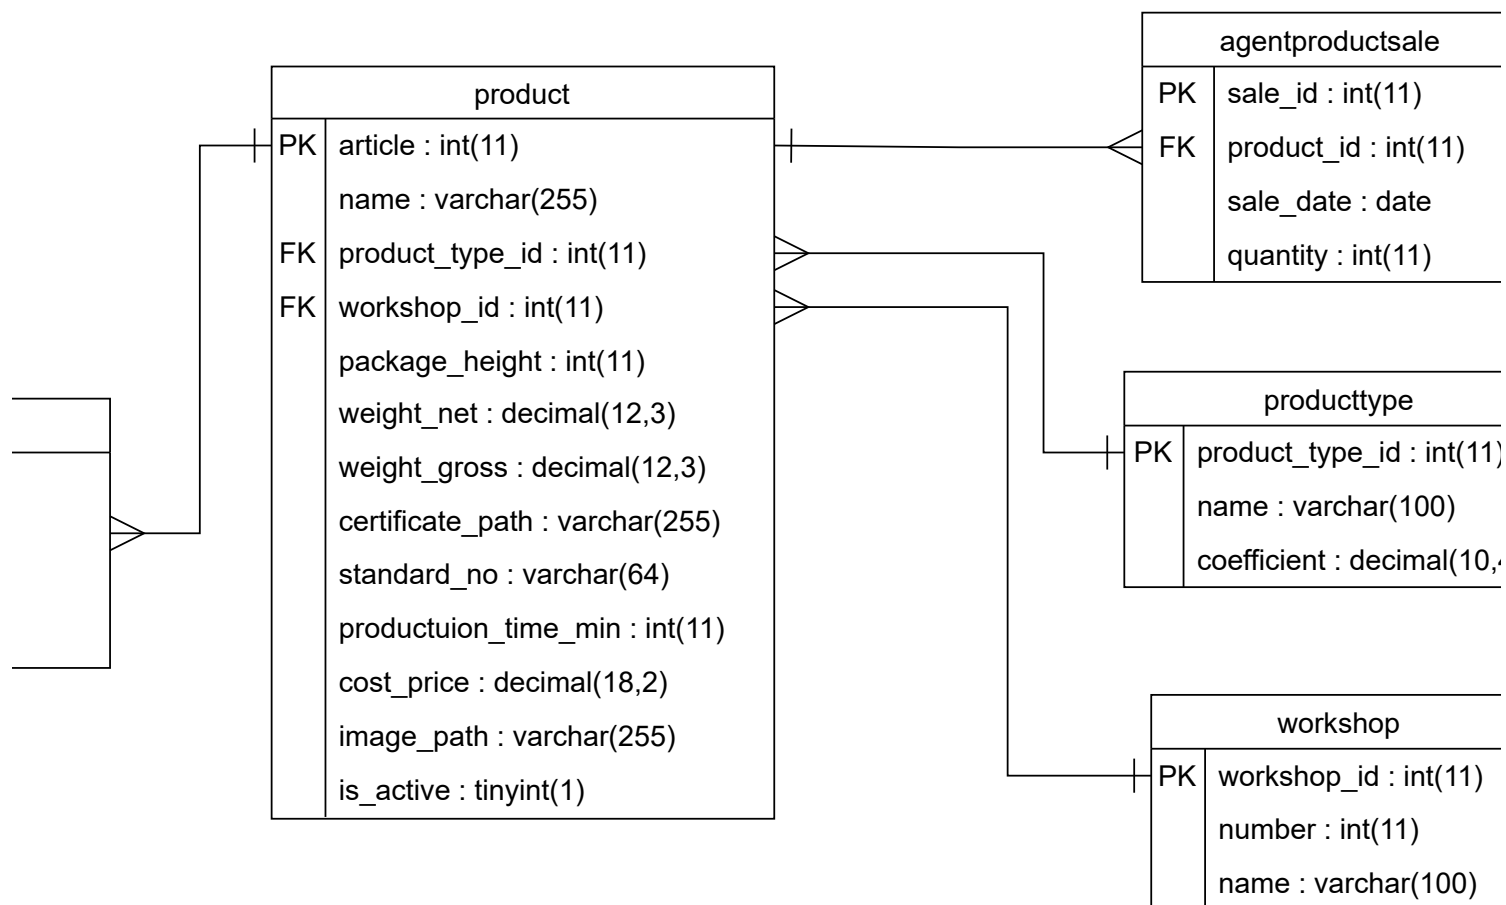 product
PK article : int(11)
name : varchar(255)
FK product_type_id : int(11)
FK workshop_id : int(11)
package_height : int(11)
weight_net : decimal(12,3)
weight_gross : decimal(12,3)
certificate_path : varchar(255)
standard_no : varchar(64)
productuion_time_min : int(11)
cost_price : decimal(18,2)
image_path : varchar(255)
is_active : tinyint(1)
agentproductsale
PK sale_id : int(11)
FK product_id : int(11)
sale_date : date
quantity : int(11)
producttype
PK product_type_id : int(11)
name : varchar(100)
coefficient : decimal(10,
workshop
PK workshop_id : int(11)
number : int(11)
name : varchar(100)